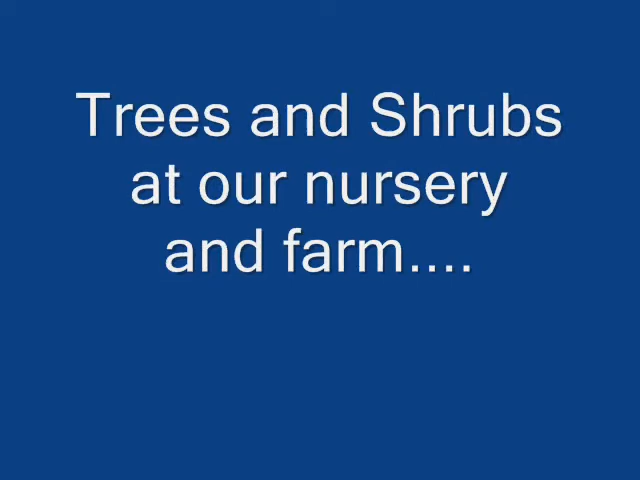 Trees and Shrubs
at our nursery
and farm....